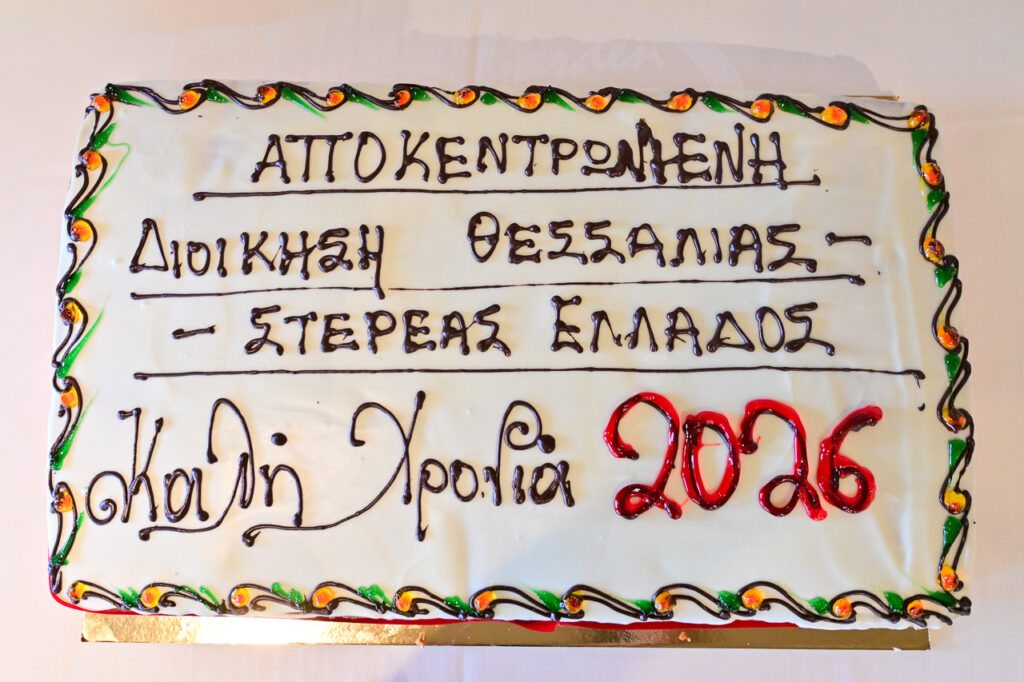 ΑΠΟΚΕΝΤΡΩΜΕΝΗ
ΔΙΟΙΚΗΣΗ ΘΕΣΣΑΛΙΑΣ -
- ΣΤΕΡΕΑΣ ΕΛΛΑΔΟΣ
Καλή Χρονιά 2026